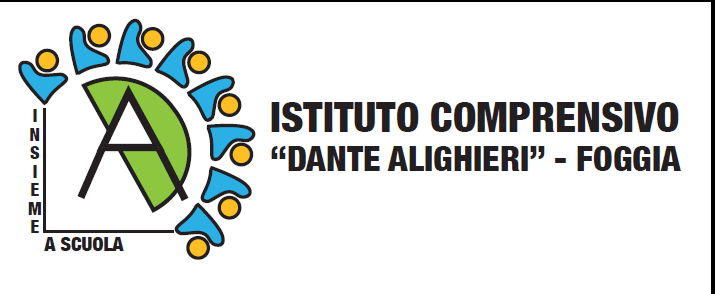 INSIEME
A SCUOLA
A
ISTITUTO COMPRENSIVO
“DANTE ALIGHIERI” - FOGGIA